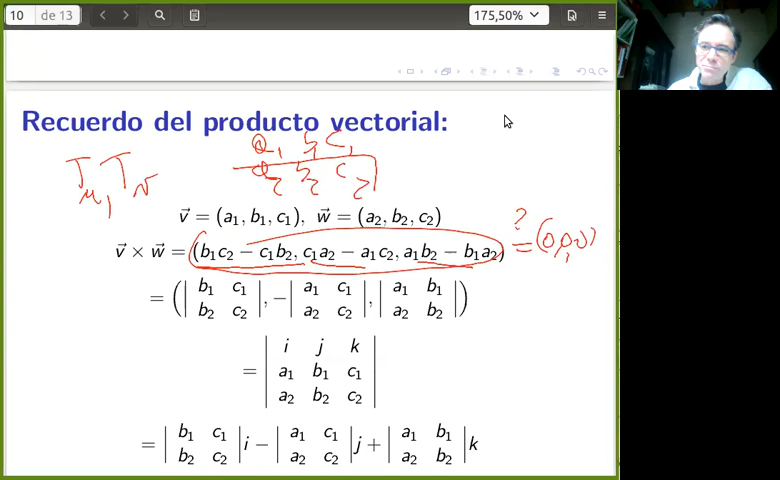 10 de 13 175,50%
Recuerdo del producto vectorial:
a₁ b₁ c₁
a₂ b₂ c₂
T_u, T_v
v⃗ = (a₁, b₁, c₁), w⃗ = (a₂, b₂, c₂)
v⃗ × w⃗ = (b₁c₂ − c₁b₂, c₁a₂ − a₁c₂, a₁b₂ − b₁a₂) ?= (0,0,0)
= ( | b₁ c₁ |, − | a₁ c₁ |, | a₁ b₁ | )
b₂ c₂ a₂ c₂ a₂ b₂
= | i j k |
a₁ b₁ c₁
a₂ b₂ c₂
= | b₁ c₁ | i − | a₁ c₁ | j + | a₁ b₁ | k
b₂ c₂ a₂ c₂ a₂ b₂